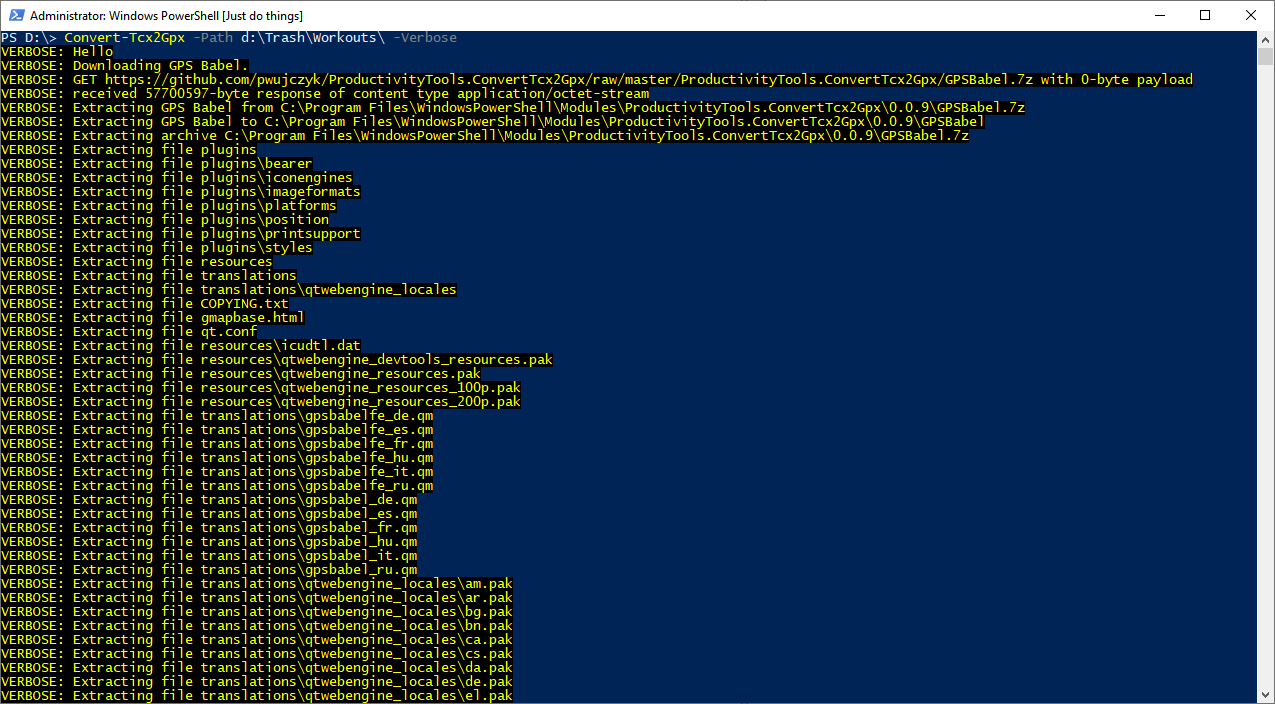 Administrator: Windows PowerShell [Just do things]
PS D:\> Convert-Tcx2Gpx -Path d:\Trash\Workouts\ -Verbose
VERBOSE: Hello
VERBOSE: Downloading GPS Babel.
VERBOSE: GET https://github.com/pwujczyk/ProductivityTools.ConvertTcx2Gpx/raw/master/ProductivityTools.ConvertTcx2Gpx/GPSBabel.7z with 0-byte payload
VERBOSE: received 57700597-byte response of content type application/octet-stream
VERBOSE: Extracting GPS Babel from C:\Program Files\WindowsPowerShell\Modules\ProductivityTools.ConvertTcx2Gpx\0.0.9\GPSBabel.7z
VERBOSE: Extracting GPS Babel to C:\Program Files\WindowsPowerShell\Modules\ProductivityTools.ConvertTcx2Gpx\0.0.9\GPSBabel
VERBOSE: Extracting archive C:\Program Files\WindowsPowerShell\Modules\ProductivityTools.ConvertTcx2Gpx\0.0.9\GPSBabel.7z
VERBOSE: Extracting file plugins
VERBOSE: Extracting file plugins\bearer
VERBOSE: Extracting file plugins\iconengines
VERBOSE: Extracting file plugins\imageformats
VERBOSE: Extracting file plugins\platforms
VERBOSE: Extracting file plugins\position
VERBOSE: Extracting file plugins\printsupport
VERBOSE: Extracting file plugins\styles
VERBOSE: Extracting file resources
VERBOSE: Extracting file translations
VERBOSE: Extracting file translations\qtwebengine_locales
VERBOSE: Extracting file COPYING.txt
VERBOSE: Extracting file gmapbase.html
VERBOSE: Extracting file qt.conf
VERBOSE: Extracting file resources\icudtl.dat
VERBOSE: Extracting file resources\qtwebengine_devtools_resources.pak
VERBOSE: Extracting file resources\qtwebengine_resources.pak
VERBOSE: Extracting file resources\qtwebengine_resources_100p.pak
VERBOSE: Extracting file resources\qtwebengine_resources_200p.pak
VERBOSE: Extracting file translations\gpsbabelfe_de.qm
VERBOSE: Extracting file translations\gpsbabelfe_es.qm
VERBOSE: Extracting file translations\gpsbabelfe_fr.qm
VERBOSE: Extracting file translations\gpsbabelfe_hu.qm
VERBOSE: Extracting file translations\gpsbabelfe_it.qm
VERBOSE: Extracting file translations\gpsbabelfe_ru.qm
VERBOSE: Extracting file translations\gpsbabel_de.qm
VERBOSE: Extracting file translations\gpsbabel_es.qm
VERBOSE: Extracting file translations\gpsbabel_fr.qm
VERBOSE: Extracting file translations\gpsbabel_hu.qm
VERBOSE: Extracting file translations\gpsbabel_it.qm
VERBOSE: Extracting file translations\gpsbabel_ru.qm
VERBOSE: Extracting file translations\qtwebengine_locales\am.pak
VERBOSE: Extracting file translations\qtwebengine_locales\ar.pak
VERBOSE: Extracting file translations\qtwebengine_locales\bg.pak
VERBOSE: Extracting file translations\qtwebengine_locales\bn.pak
VERBOSE: Extracting file translations\qtwebengine_locales\ca.pak
VERBOSE: Extracting file translations\qtwebengine_locales\cs.pak
VERBOSE: Extracting file translations\qtwebengine_locales\da.pak
VERBOSE: Extracting file translations\qtwebengine_locales\de.pak
VERBOSE: Extracting file translations\qtwebengine_locales\el.pak